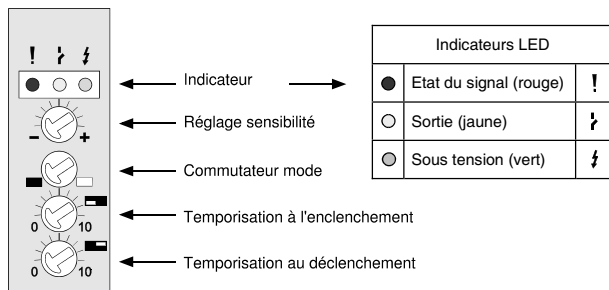 !
Indicateurs LED
Indicateur
Etat du signal (rouge) !
- +
Réglage sensibilité
Sortie (jaune)
Commutateur mode
Sous tension (vert)
0 10
Temporisation à l'enclenchement
0 10
Temporisation au déclenchement